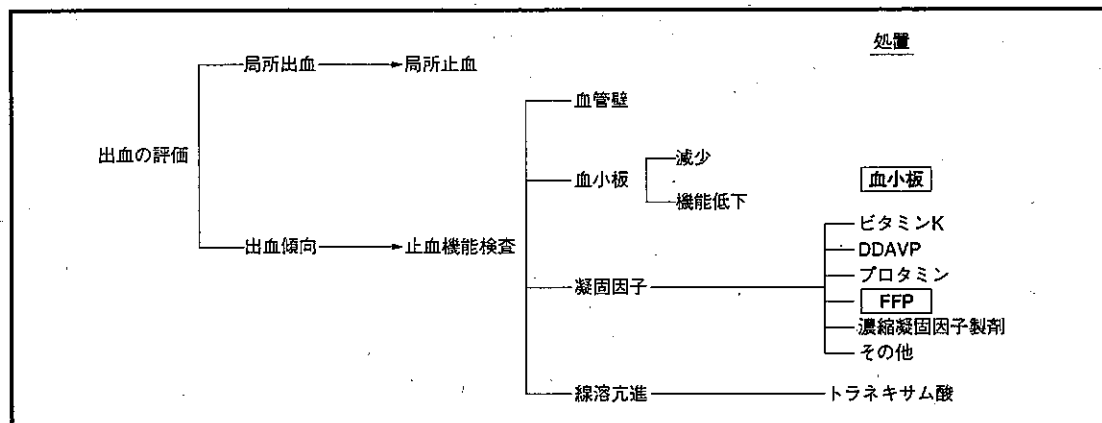 処置
局所出血
局所止血
血管壁
出血の評価
減少
血小板
血小板
機能低下
ビタミンK
出血傾向
止血機能検査
DDAVP
プロタミン
凝固因子
FFP
濃縮凝固因子製剤
その他
線溶亢進
トラネキサム酸